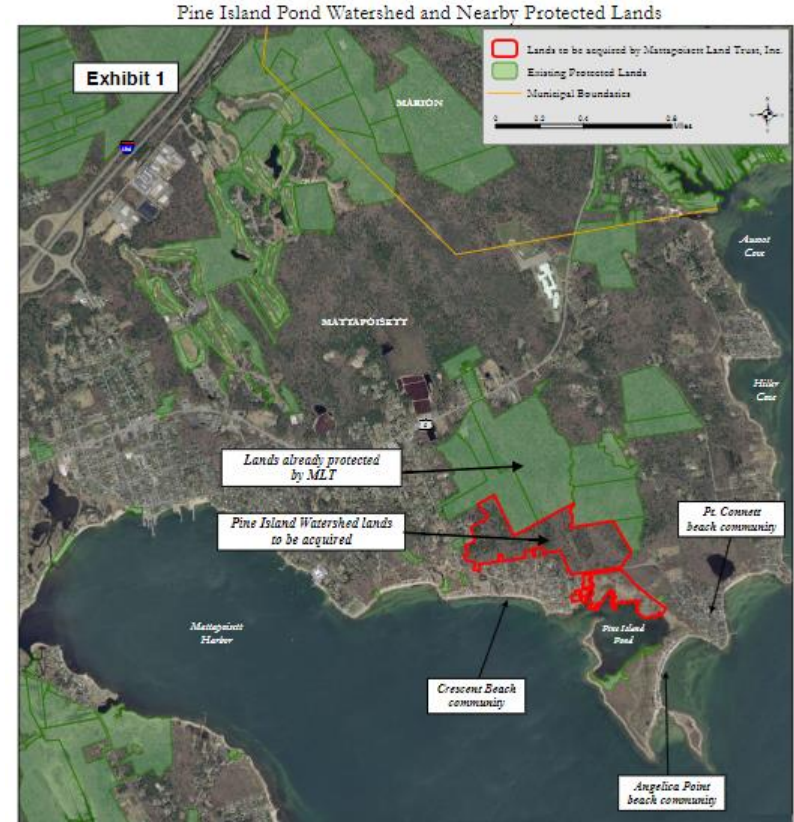 Pine Island Pond Watershed and Nearby Protected Lands
Exhibit 1
Lands to be acquired by Mattapoisett Land Trust, Inc.
Existing Protected Lands
Municipal Boundaries
0
Miles
MARION
Aucoot
Cove
MATTAPOISETT
Hiller
Cove
6
Lands already protected
by MLT
Pine Island Watershed lands
to be acquired
Pt. Connett
beach community
Mattapoisett
Harbor
Pine Island
Pond
Crescent Beach
community
Angelica Point
beach community